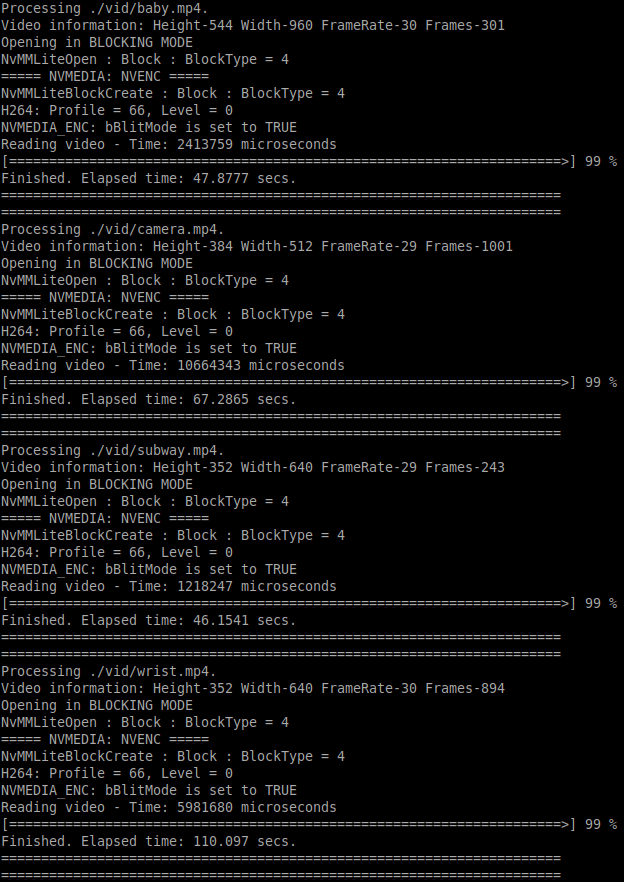 Processing ./vid/baby.mp4.
Video information: Height-544 Width-960 FrameRate-30 Frames-301
Opening in BLOCKING MODE
NvMMLiteOpen : Block : BlockType = 4
===== NVMEDIA: NVENC =====
NvMMLiteBlockCreate : Block : BlockType = 4
H264: Profile = 66, Level = 0
NVMEDIA_ENC: bBlitMode is set to TRUE
Reading video - Time: 2413759 microseconds
[=====================================================================>] 99 %
Finished. Elapsed time: 47.8777 secs.
======================================================================
======================================================================
Processing ./vid/camera.mp4.
Video information: Height-384 Width-512 FrameRate-29 Frames-1001
Opening in BLOCKING MODE
NvMMLiteOpen : Block : BlockType = 4
===== NVMEDIA: NVENC =====
NvMMLiteBlockCreate : Block : BlockType = 4
H264: Profile = 66, Level = 0
NVMEDIA_ENC: bBlitMode is set to TRUE
Reading video - Time: 10664343 microseconds
[=====================================================================>] 99 %
Finished. Elapsed time: 67.2865 secs.
======================================================================
======================================================================
Processing ./vid/subway.mp4.
Video information: Height-352 Width-640 FrameRate-29 Frames-243
Opening in BLOCKING MODE
NvMMLiteOpen : Block : BlockType = 4
===== NVMEDIA: NVENC =====
NvMMLiteBlockCreate : Block : BlockType = 4
H264: Profile = 66, Level = 0
NVMEDIA_ENC: bBlitMode is set to TRUE
Reading video - Time: 1218247 microseconds
[=====================================================================>] 99 %
Finished. Elapsed time: 46.1541 secs.
======================================================================
======================================================================
Processing ./vid/wrist.mp4.
Video information: Height-352 Width-640 FrameRate-30 Frames-894
Opening in BLOCKING MODE
NvMMLiteOpen : Block : BlockType = 4
===== NVMEDIA: NVENC =====
NvMMLiteBlockCreate : Block : BlockType = 4
H264: Profile = 66, Level = 0
NVMEDIA_ENC: bBlitMode is set to TRUE
Reading video - Time: 5981680 microseconds
[=====================================================================>] 99 %
Finished. Elapsed time: 110.097 secs.
======================================================================
======================================================================